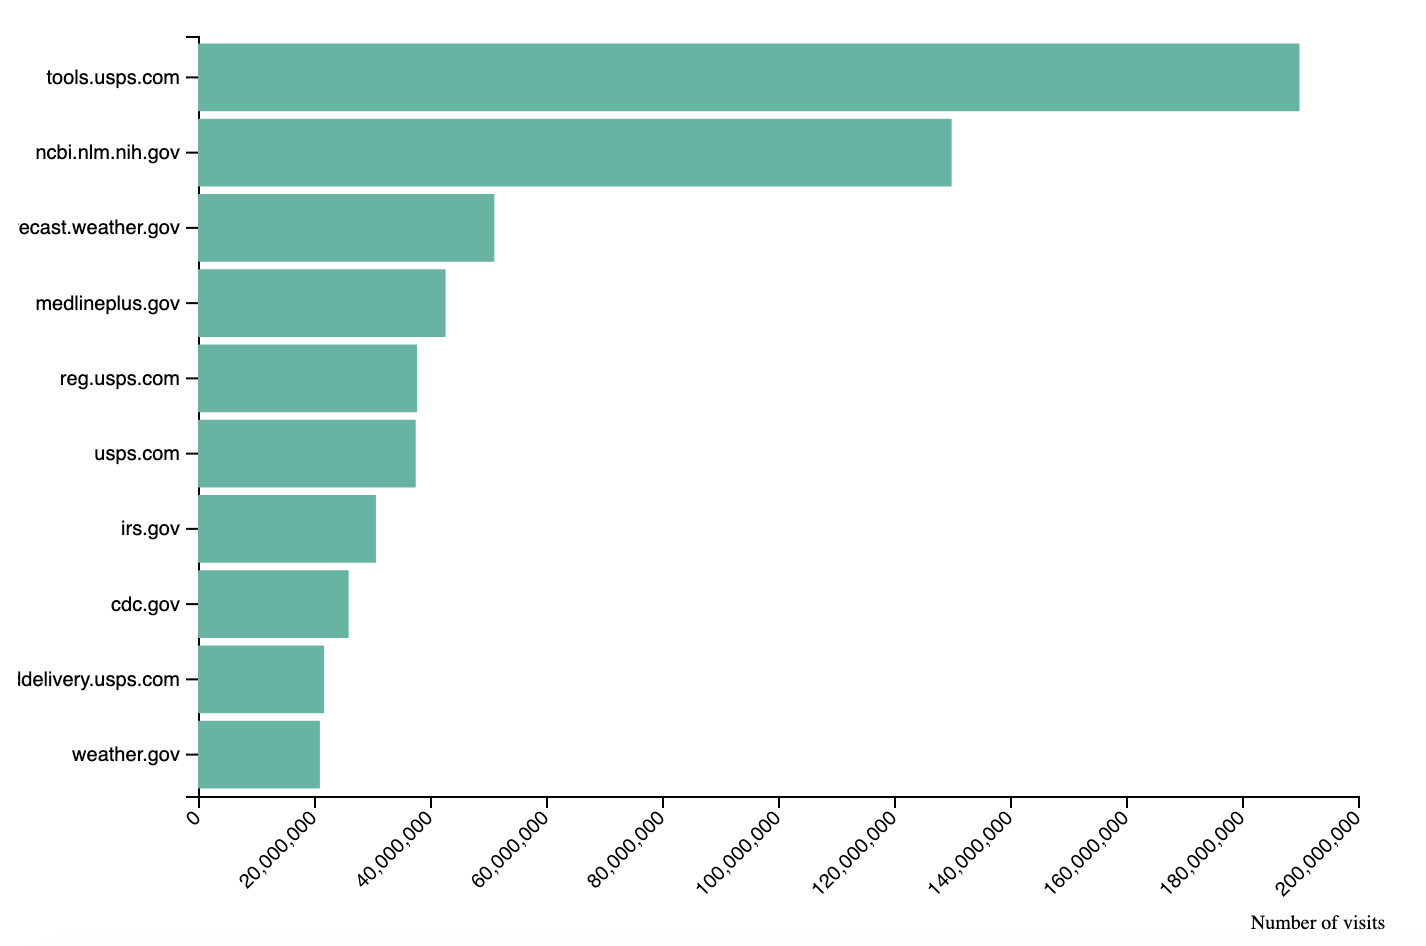 tools.usps.com
ncbi.nlm.nih.gov
ecast.weather.gov
medlineplus.gov
reg.usps.com
usps.com
irs.gov
cdc.gov
ldelivery.usps.com
weather.gov
0
20,000,000
40,000,000
60,000,000
80,000,000
100,000,000
120,000,000
140,000,000
160,000,000
180,000,000
200,000,000
Number of visits